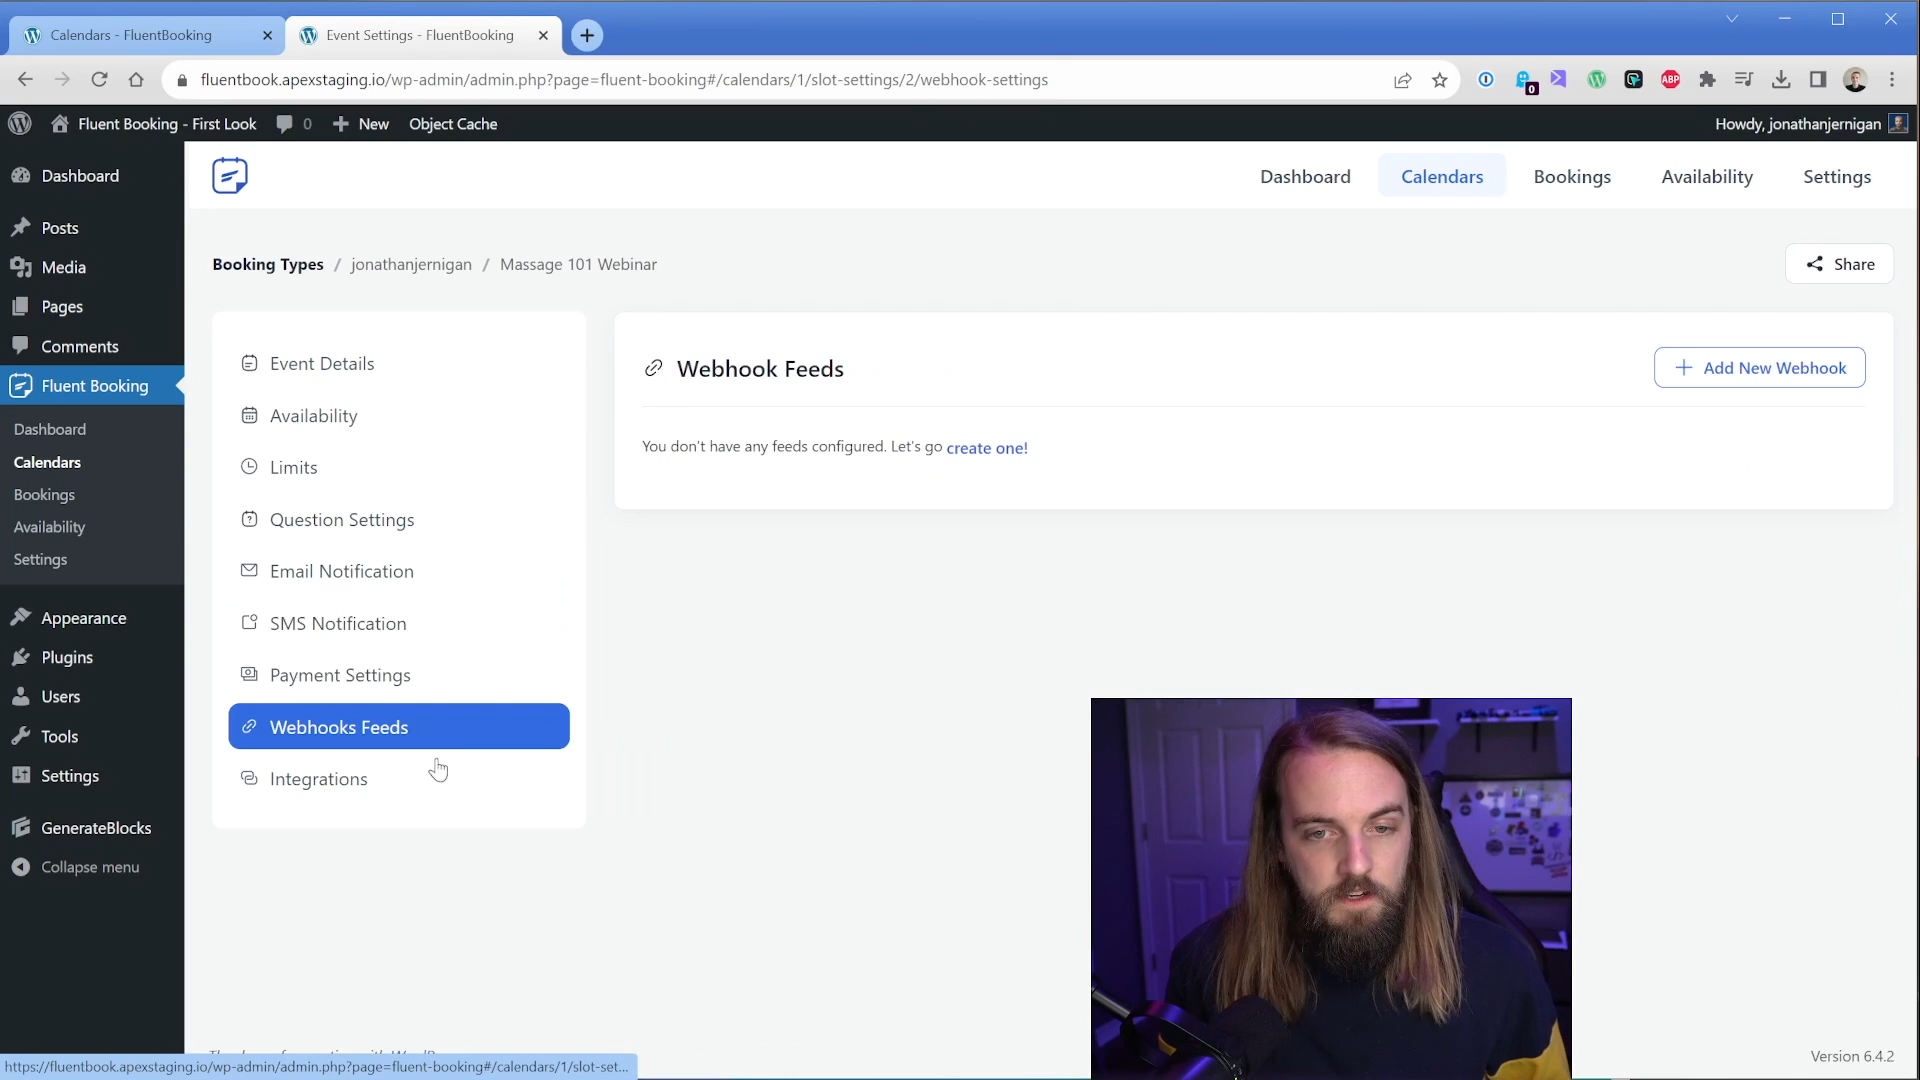 Calendars - FluentBooking
Event Settings - FluentBooking
fluentbook.apexstaging.io/wp-admin/admin.php?page=fluent-booking#/calendars/1/slot-settings/2/webhook-settings
0
ABP
Fluent Booking - First Look
0
New
Object Cache
Howdy, jonathanjernigan
Dashboard
Posts
Media
Pages
Comments
Fluent Booking
Dashboard
Calendars
Bookings
Availability
Settings
Appearance
Plugins
Users
Tools
Settings
GenerateBlocks
Collapse menu
Dashboard
Calendars
Bookings
Availability
Settings
Booking Types / jonathanjernigan / Massage 101 Webinar
Share
Event Details
Availability
Limits
Question Settings
Email Notification
SMS Notification
Payment Settings
Webhooks Feeds
Integrations
Webhook Feeds
Add New Webhook
You don't have any feeds configured. Let's go create one!
Version 6.4.2
https://fluentbook.apexstaging.io/wp-admin/admin.php?page=fluent-booking#/calendars/1/slot-set...